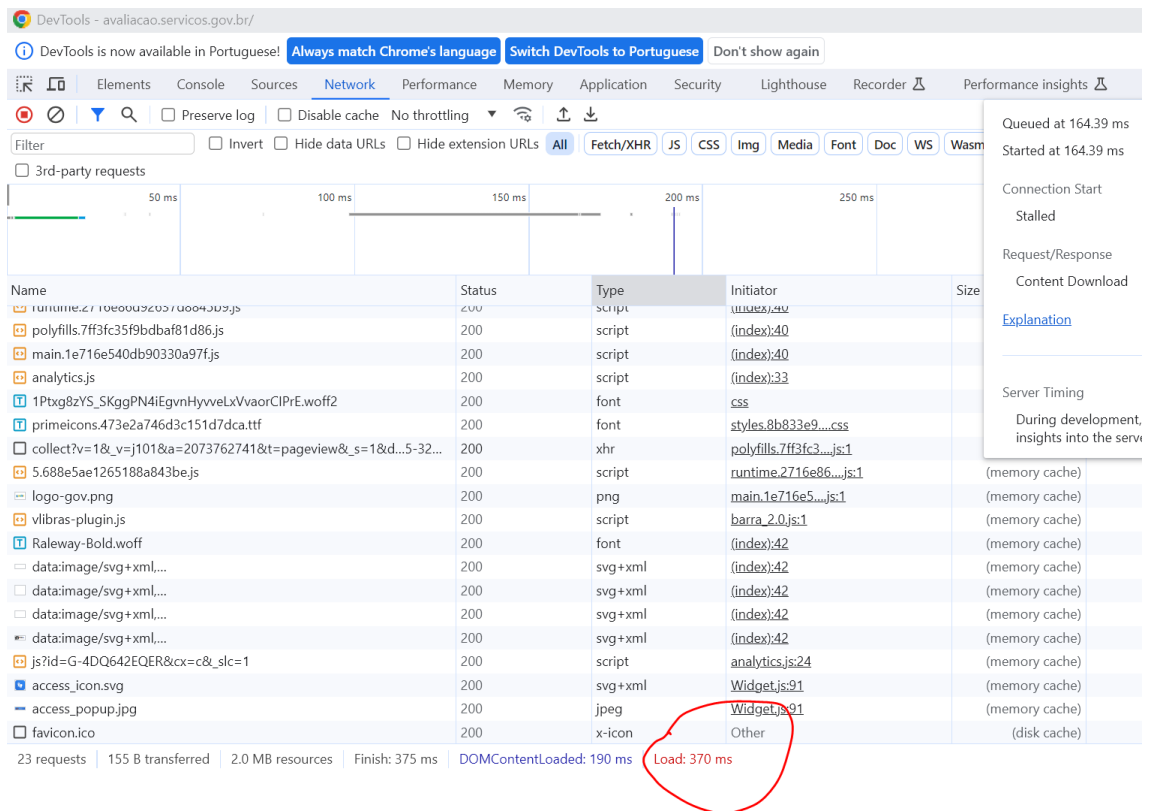 DevTools - avaliacao.servicos.gov.br/
DevTools is now available in Portuguese! Always match Chrome's language Switch DevTools to Portuguese Don't show again
Elements Console Sources Network Performance Memory Application Security Lighthouse Recorder Performance insights
Preserve log Disable cache No throttling
Filter Invert Hide data URLs Hide extension URLs All Fetch/XHR JS CSS Img Media Font Doc WS Wasm
3rd-party requests
50 ms 100 ms 150 ms 200 ms 250 ms
Queued at 164.39 ms
Started at 164.39 ms
Connection Start
Stalled
Request/Response
Content Download
Explanation
Server Timing
During development,
insights into the serve
Name Status Type Initiator Size
runtime.2716e86d92637d8843b9.js 200 script (index):40
polyfills.7ff3fc35f9bdbaf81d86.js 200 script (index):40
main.1e716e540db90330a97f.js 200 script (index):40
analytics.js 200 script (index):33
1Ptxg8zYS_SKggPN4iEgvnHyvveLxVvaorCIPrE.woff2 200 font css
primeicons.473e2a746d3c151d7dca.ttf 200 font styles.8b833e9....css
collect?v=1&_v=j101&a=2073762741&t=pageview&_s=1&d...5-32... 200 xhr polyfills.7ff3fc3....js:1
5.688e5ae1265188a843be.js 200 script runtime.2716e86....js:1 (memory cache)
logo-gov.png 200 png main.1e716e5....js:1 (memory cache)
vlibras-plugin.js 200 script barra_2.0.js:1 (memory cache)
Raleway-Bold.woff 200 font (index):42 (memory cache)
data:image/svg+xml,... 200 svg+xml (index):42 (memory cache)
data:image/svg+xml,... 200 svg+xml (index):42 (memory cache)
data:image/svg+xml,... 200 svg+xml (index):42 (memory cache)
data:image/svg+xml,... 200 svg+xml (index):42 (memory cache)
js?id=G-4DQ642EQER&cx=c&_slc=1 200 script analytics.js:24 (memory cache)
access_icon.svg 200 svg+xml Widget.js:91 (memory cache)
access_popup.jpg 200 jpeg Widget.js:91 (memory cache)
favicon.ico 200 x-icon Other (disk cache)
23 requests 155 B transferred 2.0 MB resources Finish: 375 ms DOMContentLoaded: 190 ms Load: 370 ms